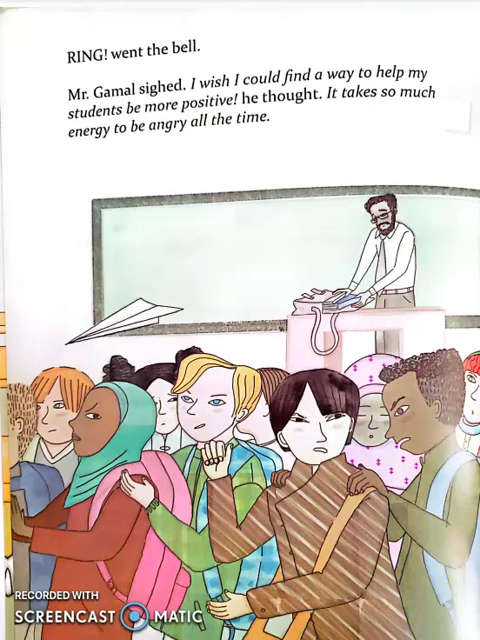 RING! went the bell.
Mr. Gamal sighed. I wish I could find a way to help my
students be more positive! he thought. It takes so much
energy to be angry all the time.
RECORDED WITH
SCREENCAST MATIC